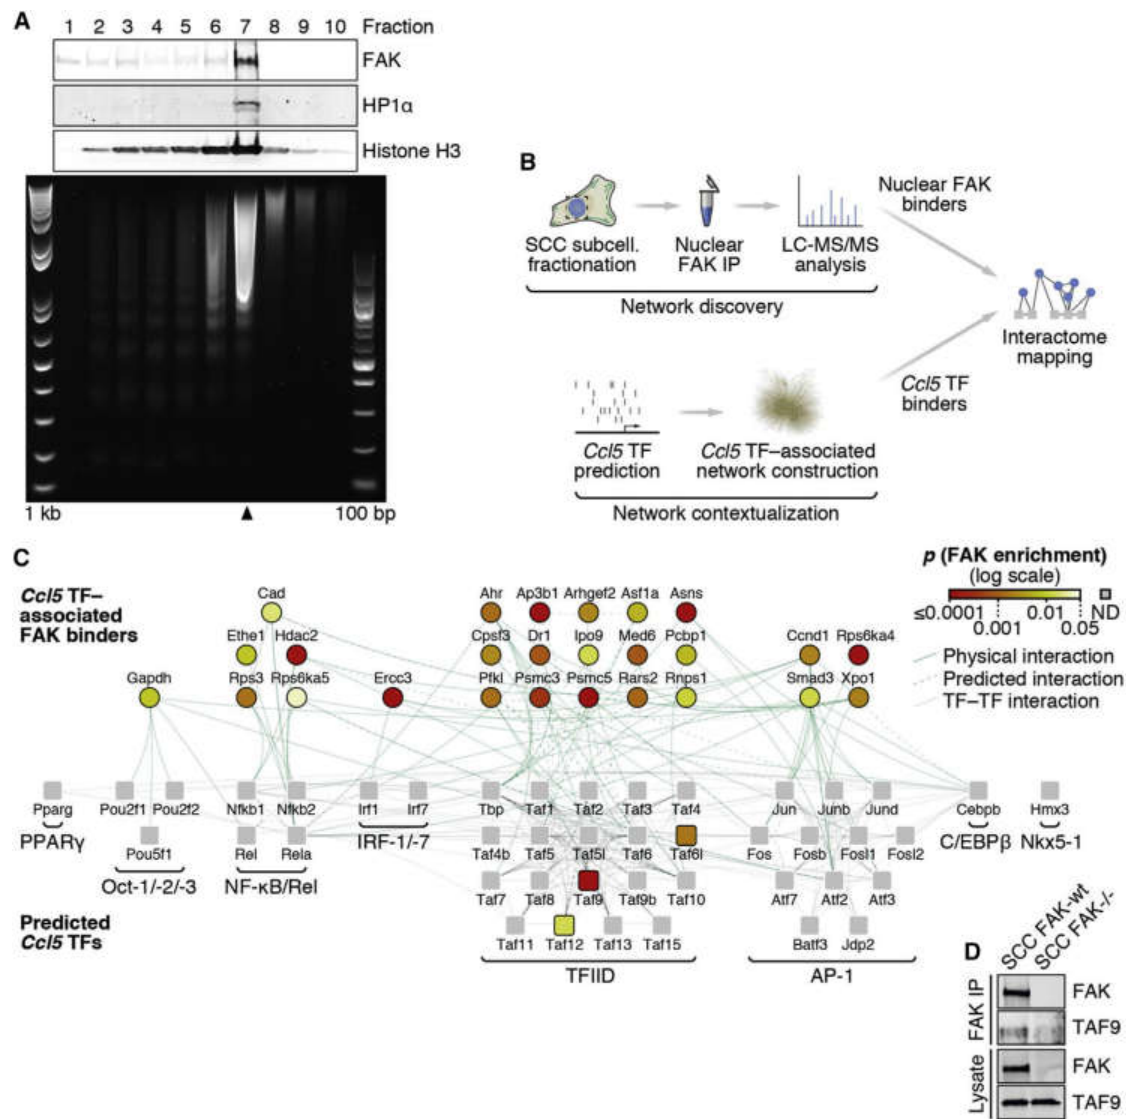 A
1 2 3 4 5 6 7 8 9 10 Fraction
FAK
HP1α
Histone H3
1 kb
100 bp
B
SCC subcell.
fractionation
Nuclear
FAK IP
LC-MS/MS
analysis
Network discovery
Nuclear FAK
binders
Interactome
mapping
Ccl5 TF
binders
Ccl5 TF
prediction
Ccl5 TF–associated
network construction
Network contextualization
C
Ccl5 TF–
associated
FAK binders
p (FAK enrichment)
(log scale)
≤0.0001 0.01 ND
0.001 0.05
Physical interaction
Predicted interaction
TF–TF interaction
Cad Ahr Ap3b1 Arhgef2 Asf1a Asns
Ethe1 Hdac2 Cpsf3 Dr1 Ipo9 Med6 Pcbp1 Ccnd1 Rps6ka4
Gapdh Rps3 Rps6ka5 Ercc3 Pfkl Psmc3 Psmc5 Rars2 Rnps1 Smad3 Xpo1
Pparg Pou2f1 Pou2f2 Nfkb1 Nfkb2 Irf1 Irf7 Tbp Taf1 Taf2 Taf3 Taf4 Jun Junb Jund Cebpb Hmx3
PPARγ Pou5f1 Rel Rela IRF-1/-7 Taf4b Taf5 Taf5l Taf6 Taf6l Fos Fosb Fosl1 Fosl2 C/EBPβ Nkx5-1
Oct-1/-2/-3 NF-κB/Rel Taf7 Taf8 Taf9 Taf9b Taf10 Atf7 Atf2 Atf3
Predicted
Ccl5 TFs
Taf11 Taf12 Taf13 Taf15 Batf3 Jdp2
TFIID AP-1
D
SCC FAK-wt
SCC FAK-/-
FAK IP
FAK
TAF9
Lysate
FAK
TAF9